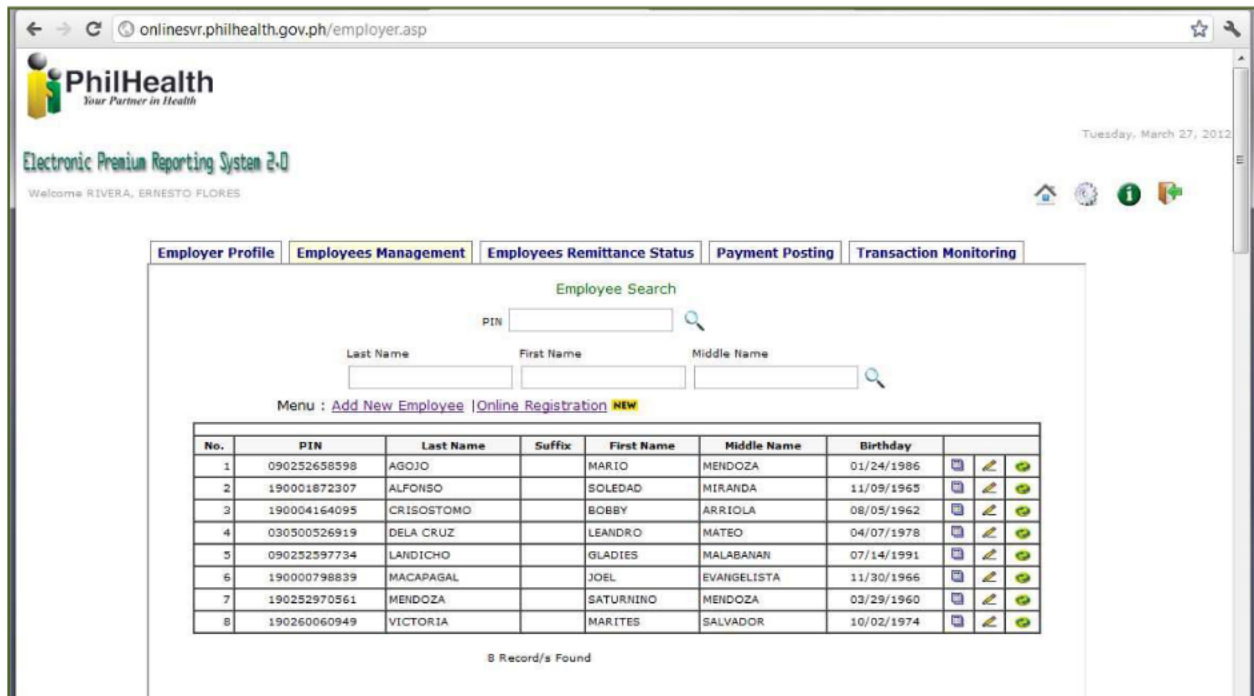 onlinesvr.philhealth.gov.ph/employer.asp
PhilHealth
Your Partner in Health
Tuesday, March 27, 2012
Electronic Premium Reporting System 2.0
Welcome RIVERA, ERNESTO FLORES
Employer Profile Employees Management Employees Remittance Status Payment Posting Transaction Monitoring
Employee Search
PIN
Last Name First Name Middle Name
Menu : Add New Employee |Online Registration NEW
No. PIN Last Name Suffix First Name Middle Name Birthday
1 090252658598 AGOJO MARIO MENDOZA 01/24/1986
2 190001872307 ALFONSO SOLEDAD MIRANDA 11/09/1965
3 190004164095 CRISOSTOMO BOBBY ARRIOLA 08/05/1962
4 030500526919 DELA CRUZ LEANDRO MATEO 04/07/1978
5 090252597734 LANDICHO GLADIES MALABANAN 07/14/1991
6 190000798839 MACAPAGAL JOEL EVANGELISTA 11/30/1966
7 190252970561 MENDOZA SATURNINO MENDOZA 03/29/1960
8 190260060949 VICTORIA MARITES SALVADOR 10/02/1974
8 Record/s Found